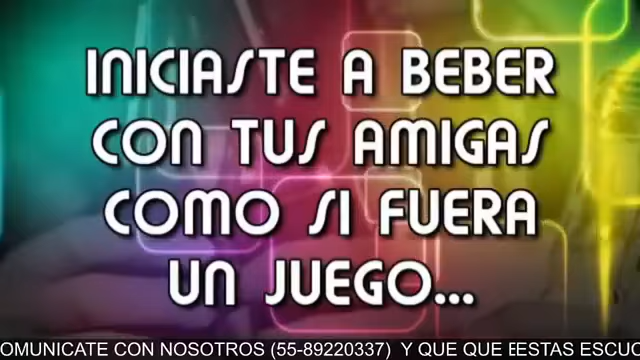 INICIASTE A BEBER
CON TUS AMIGAS
COMO SI FUERA
UN JUEGO...
OMUNICATE CON NOSOTROS (55-89220337) Y QUE QUE EESTAS ESCUC